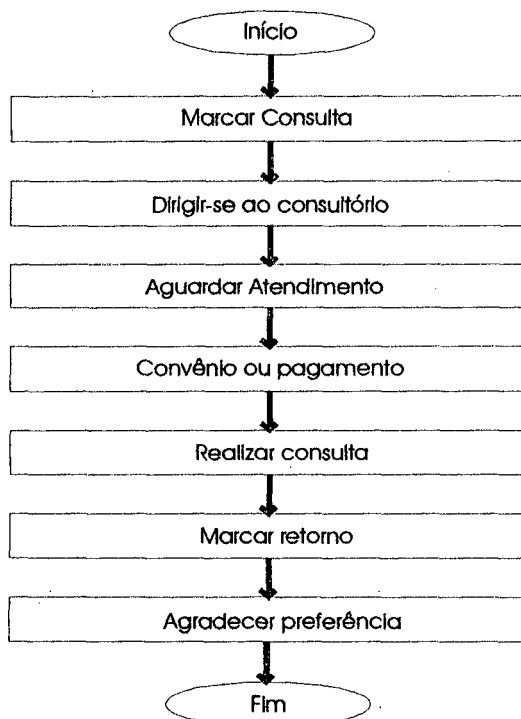 Início
Marcar Consulta
Dirigir-se ao consultório
Aguardar Atendimento
Convênio ou pagamento
Realizar consulta
Marcar retorno
Agradecer preferência
Fim